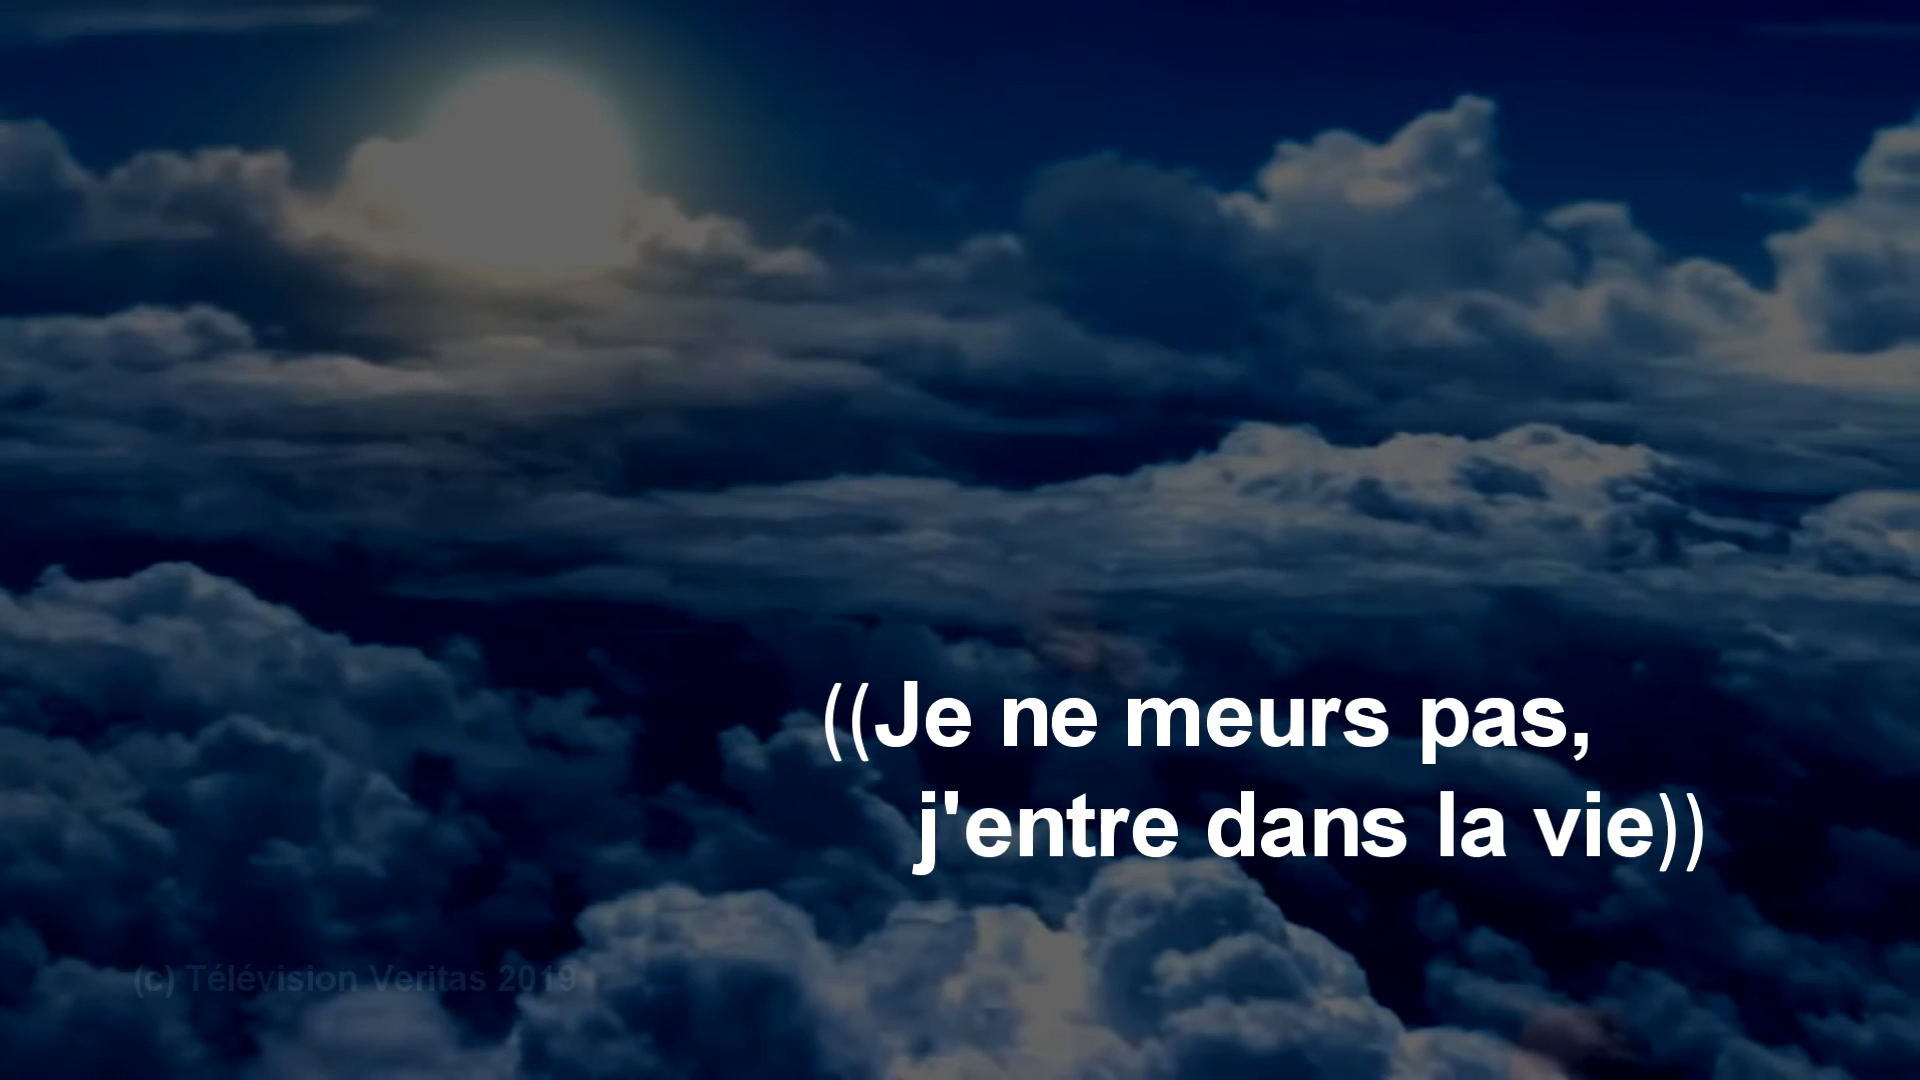 ((Je ne meurs pas,
j'entre dans la vie))
(c) Télévision Veritas 2019